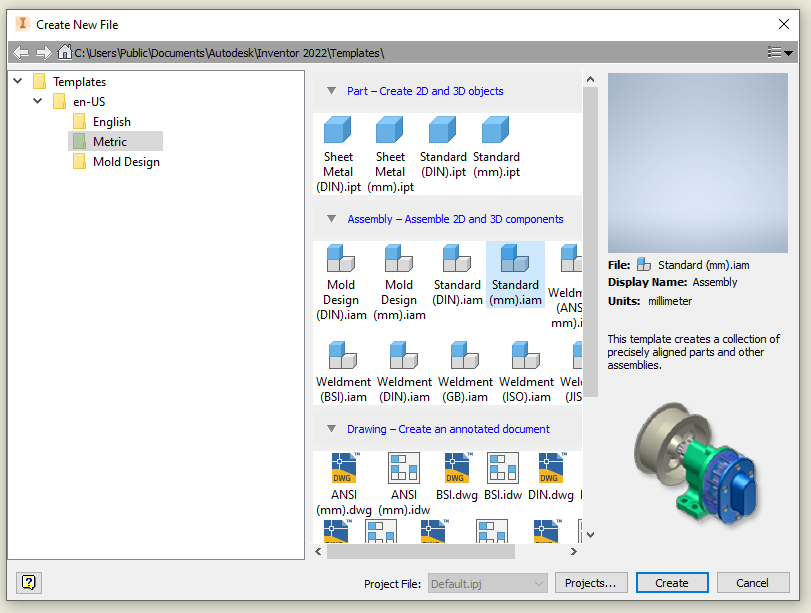 Create New File
C:\Users\Public\Documents\Autodesk\Inventor 2022\Templates\
Templates
en-US
English
Metric
Mold Design
Part – Create 2D and 3D objects
Sheet Metal (DIN).ipt
Sheet Metal (mm).ipt
Standard (DIN).ipt
Standard (mm).ipt
Assembly – Assemble 2D and 3D components
Mold Design (DIN).iam
Mold Design (mm).iam
Standard (DIN).iam
Standard (mm).iam
Weldm (ANS mm).i
Weldment (BSI).iam
Weldment (DIN).iam
Weldment (GB).iam
Weldment (ISO).iam
Weld (JIS
Drawing – Create an annotated document
DWG
DWG
DWG
ANSI (mm).dwg
ANSI (mm).idw
BSI.dwg
BSI.idw
DIN.dwg
File: Standard (mm).iam
Display Name: Assembly
Units: millimeter
This template creates a collection of
precisely aligned parts and other
assemblies.
Project File:
Default.ipj
Projects...
Create
Cancel